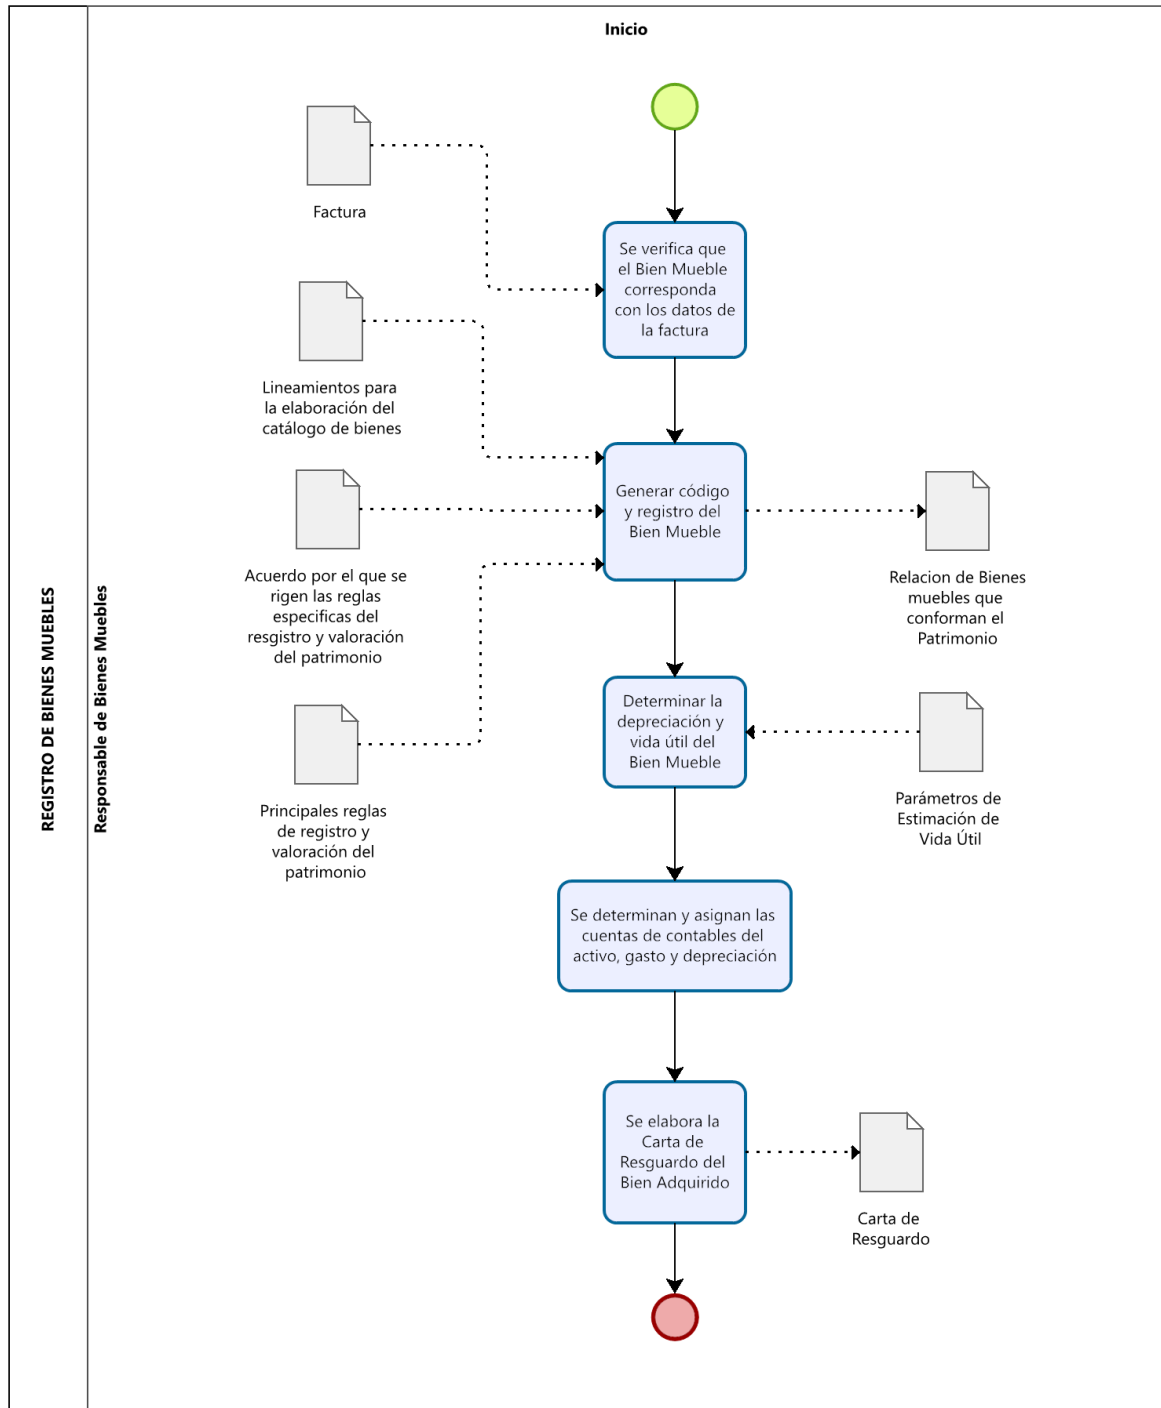 REGISTRO DE BIENES MUEBLES
Responsable de Bienes Muebles
Inicio
Factura
Se verifica que
el Bien Mueble
corresponda
con los datos de
la factura
Lineamientos para
la elaboración del
catálogo de bienes
Generar código
y registro del
Bien Mueble
Acuerdo por el que se
rigen las reglas
especificas del
resgistro y valoración
del patrimonio
Relacion de Bienes
muebles que
conforman el
Patrimonio
Principales reglas
de registro y
valoración del
patrimonio
Determinar la
depreciación y
vida útil del
Bien Mueble
Parámetros de
Estimación de
Vida Útil
Se determinan y asignan las
cuentas de contables del
activo, gasto y depreciación
Se elabora la
Carta de
Resguardo del
Bien Adquirido
Carta de
Resguardo